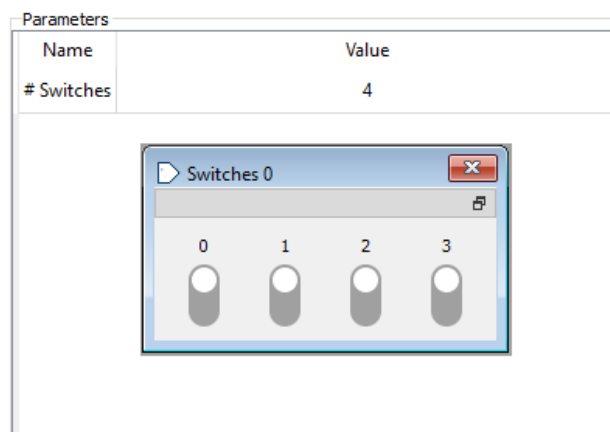 Parameters
Name Value
# Switches 4
Switches 0
0 1 2 3